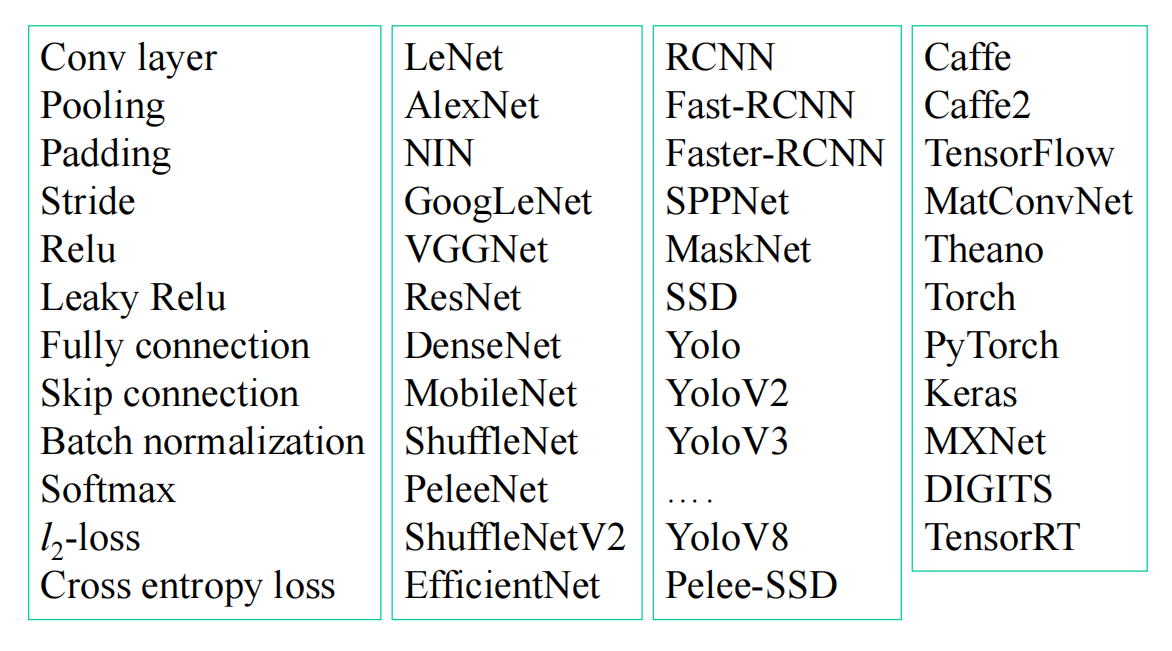 Conv layer
Pooling
Padding
Stride
Relu
Leaky Relu
Fully connection
Skip connection
Batch normalization
Softmax
l2-loss
Cross entropy loss
LeNet
AlexNet
NIN
GoogLeNet
VGGNet
ResNet
DenseNet
MobileNet
ShuffleNet
PeleeNet
ShuffleNetV2
EfficientNet
RCNN
Fast-RCNN
Faster-RCNN
SPPNet
MaskNet
SSD
Yolo
YoloV2
YoloV3
....
YoloV8
Pelee-SSD
Caffe
Caffe2
TensorFlow
MatConvNet
Theano
Torch
PyTorch
Keras
MXNet
DIGITS
TensorRT